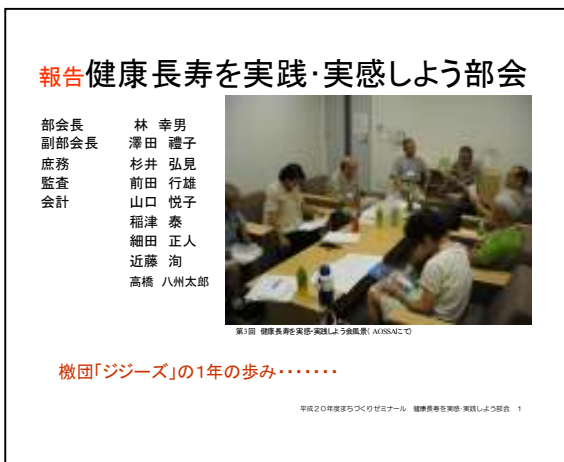 報告健康長寿を実践・実感しよう部会
部会長 林 幸男
副部会長 澤田 禮子
庶務 杉井 弘見
監査 前田 行雄
会計 山口 悦子
稲津 泰
細田 正人
近藤 洵
高橋 八州太郎
第3回 健康長寿を実感・実践しよう会風景( AOSSAにて)
檄団「ジジーズ」の1年の歩み・・・・・・・
平成20年度まちづくりゼミナール 健康長寿を実感・実践しよう部会 1